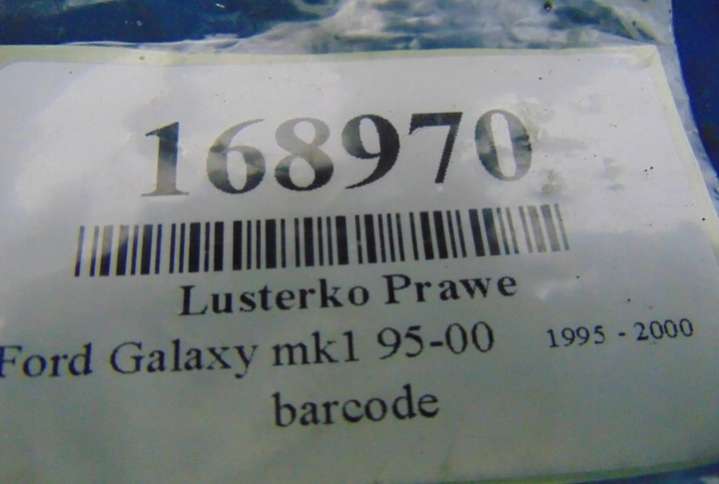 168970
Lusterko Prawe
Ford Galaxy mk1 95-00 1995 - 2000
barcode